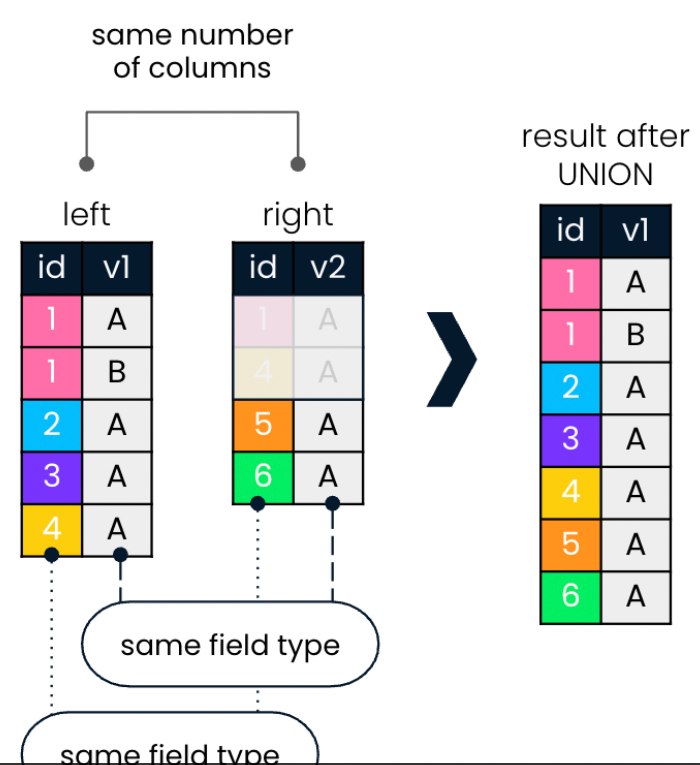 same number
of columns
left
id v1
1 A
1 B
2 A
3 A
4 A
right
id v2
1 A
4 A
5 A
6 A
result after
UNION
id v1
1 A
1 B
2 A
3 A
4 A
5 A
6 A
same field type
same field type